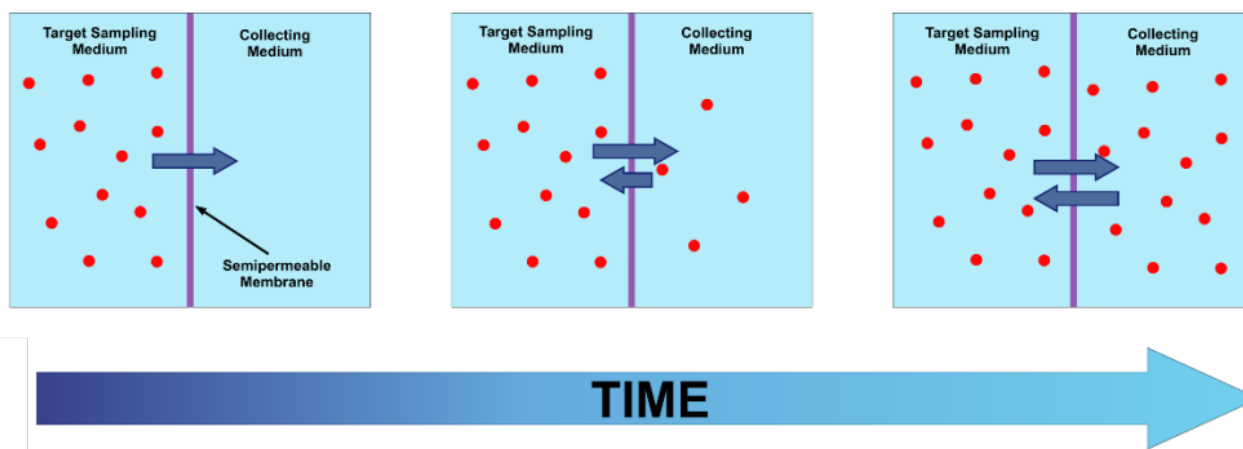 Target Sampling
Medium
Collecting
Medium
Semipermeable
Membrane
Target Sampling
Medium
Collecting
Medium
Target Sampling
Medium
Collecting
Medium
TIME